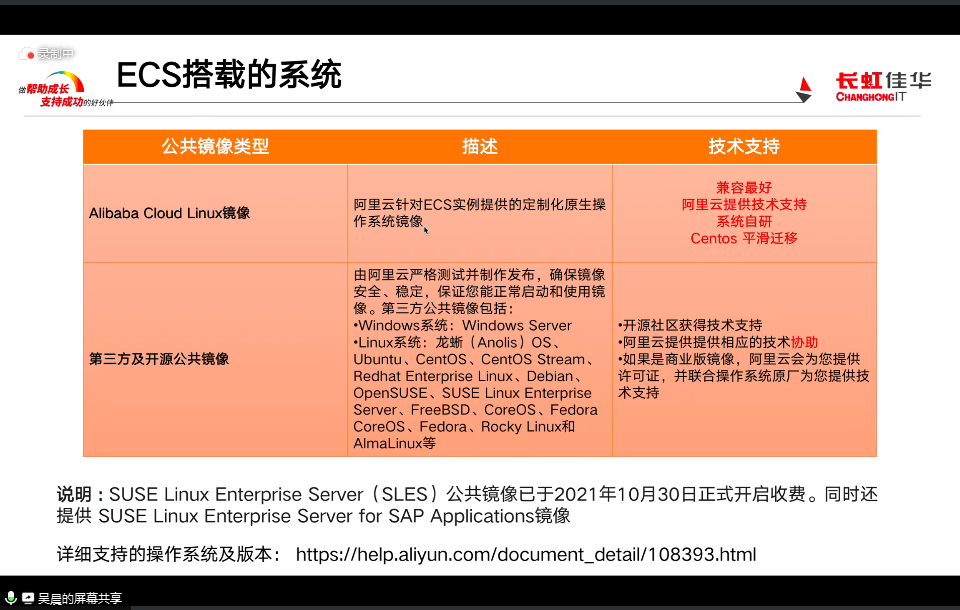 录制中
做帮助成长
支持成功的好伙伴
ECS搭载的系统
长虹佳华
CHANGHONGIT
公共镜像类型
描述
技术支持
Alibaba Cloud Linux镜像
阿里云针对ECS实例提供的定制化原生操
作系统镜像
兼容最好
阿里云提供技术支持
系统自研
Centos 平滑迁移
第三方及开源公共镜像
由阿里云严格测试并制作发布，确保镜像
安全、稳定，保证您能正常启动和使用镜
像。第三方公共镜像包括：
•Windows系统：Windows Server
•Linux系统：龙蜥（Anolis）OS、
Ubuntu、CentOS、CentOS Stream、
Redhat Enterprise Linux、Debian、
OpenSUSE、SUSE Linux Enterprise
Server、FreeBSD、CoreOS、Fedora
CoreOS、Fedora、Rocky Linux和
AlmaLinux等
•开源社区获得技术支持
•阿里云提供提供相应的技术协助
•如果是商业版镜像，阿里云会为您提供
许可证，并联合操作系统原厂为您提供技
术支持
说明：SUSE Linux Enterprise Server（SLES）公共镜像已于2021年10月30日正式开启收费。同时还
提供 SUSE Linux Enterprise Server for SAP Applications镜像
详细支持的操作系统及版本： https://help.aliyun.com/document_detail/108393.html
吴晨的屏幕共享